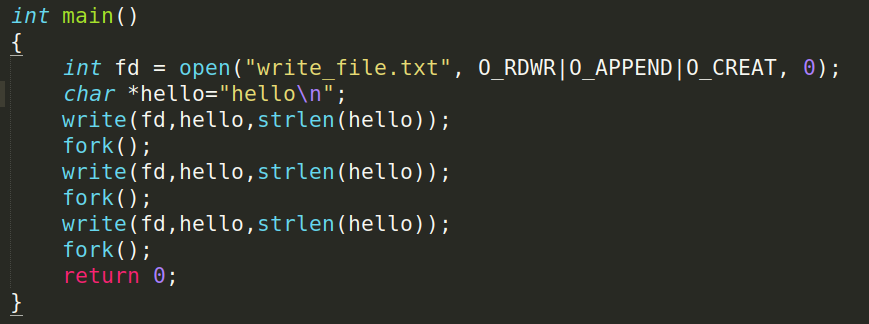 int main()
{
int fd = open("write_file.txt", O_RDWR|O_APPEND|O_CREAT, 0);
char *hello="hello\n";
write(fd,hello,strlen(hello));
fork();
write(fd,hello,strlen(hello));
fork();
write(fd,hello,strlen(hello));
fork();
return 0;
}